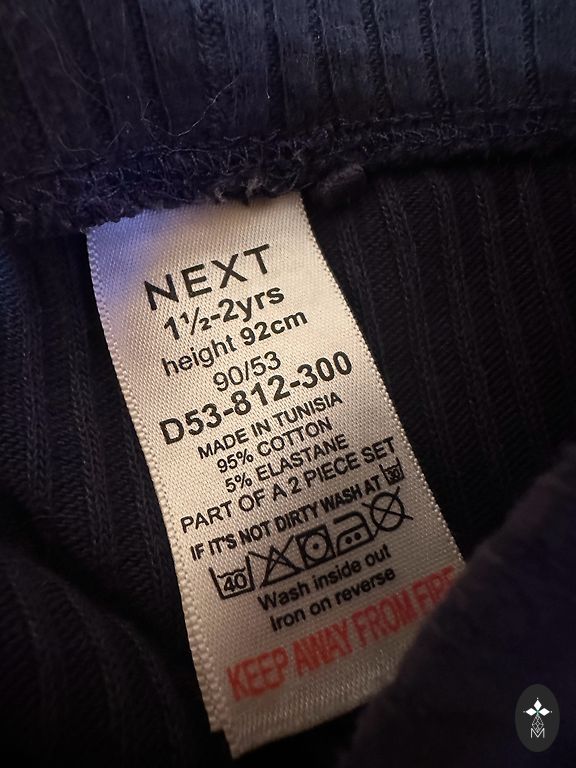 NEXT
1½-2yrs
height 92cm
90/53
D53-812-300
MADE IN TUNISIA
95% COTTON
5% ELASTANE
PART OF A 2 PIECE SET
IF IT'S NOT DIRTY WASH AT 30
40
Wash inside out
Iron on reverse
KEEP AWAY FROM FIRE
M